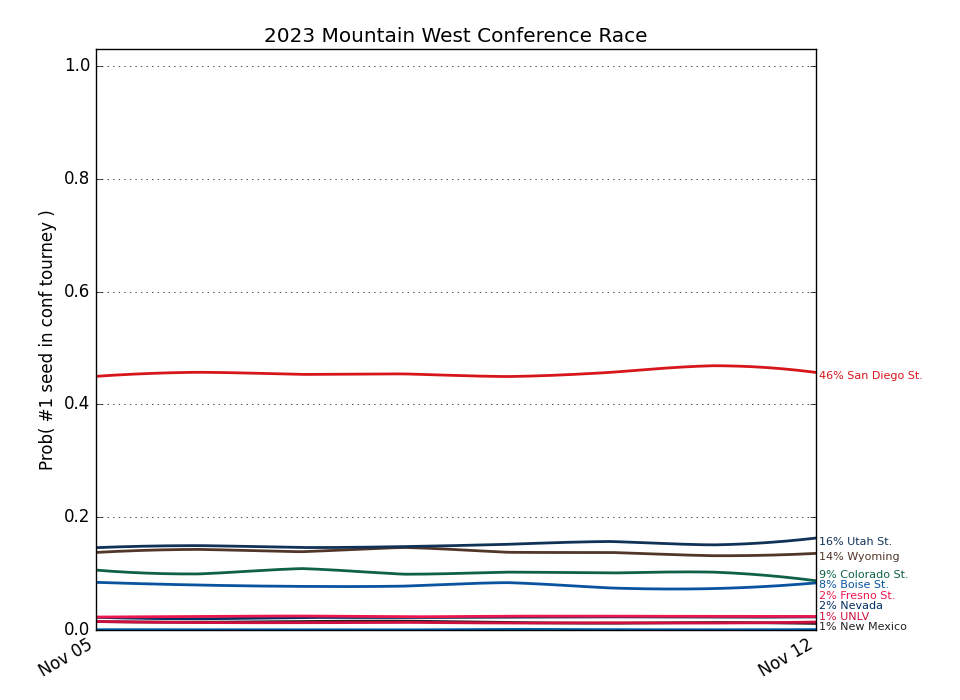 2023 Mountain West Conference Race
Prob( #1 seed in conf tourney )
1.0
0.8
0.6
0.4
0.2
0.0
Nov 05
Nov 12
46% San Diego St.
16% Utah St.
14% Wyoming
9% Colorado St.
8% Boise St.
2% Fresno St.
2% Nevada
1% UNLV
1% New Mexico